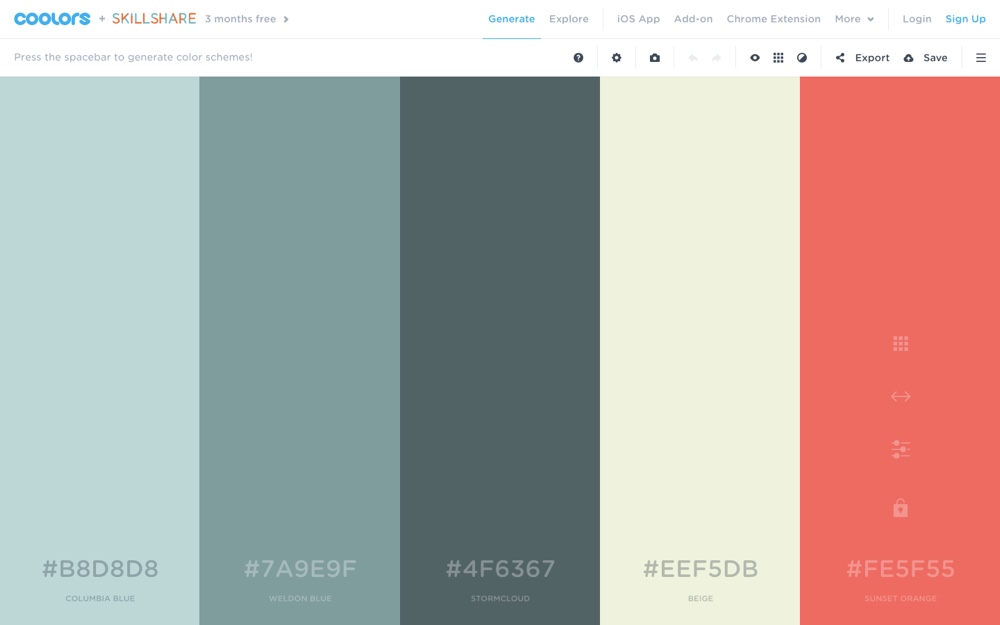 coolors + SKILLSHARE 3 months free
Generate Explore iOS App Add-on Chrome Extension More Login Sign Up
Press the spacebar to generate color schemes!
Export Save
#B8D8D8 #7A9E9F #4F6367 #EEF5DB #FE5F55
COLUMBIA BLUE WELDON BLUE STORMCLOUD BEIGE SUNSET ORANGE